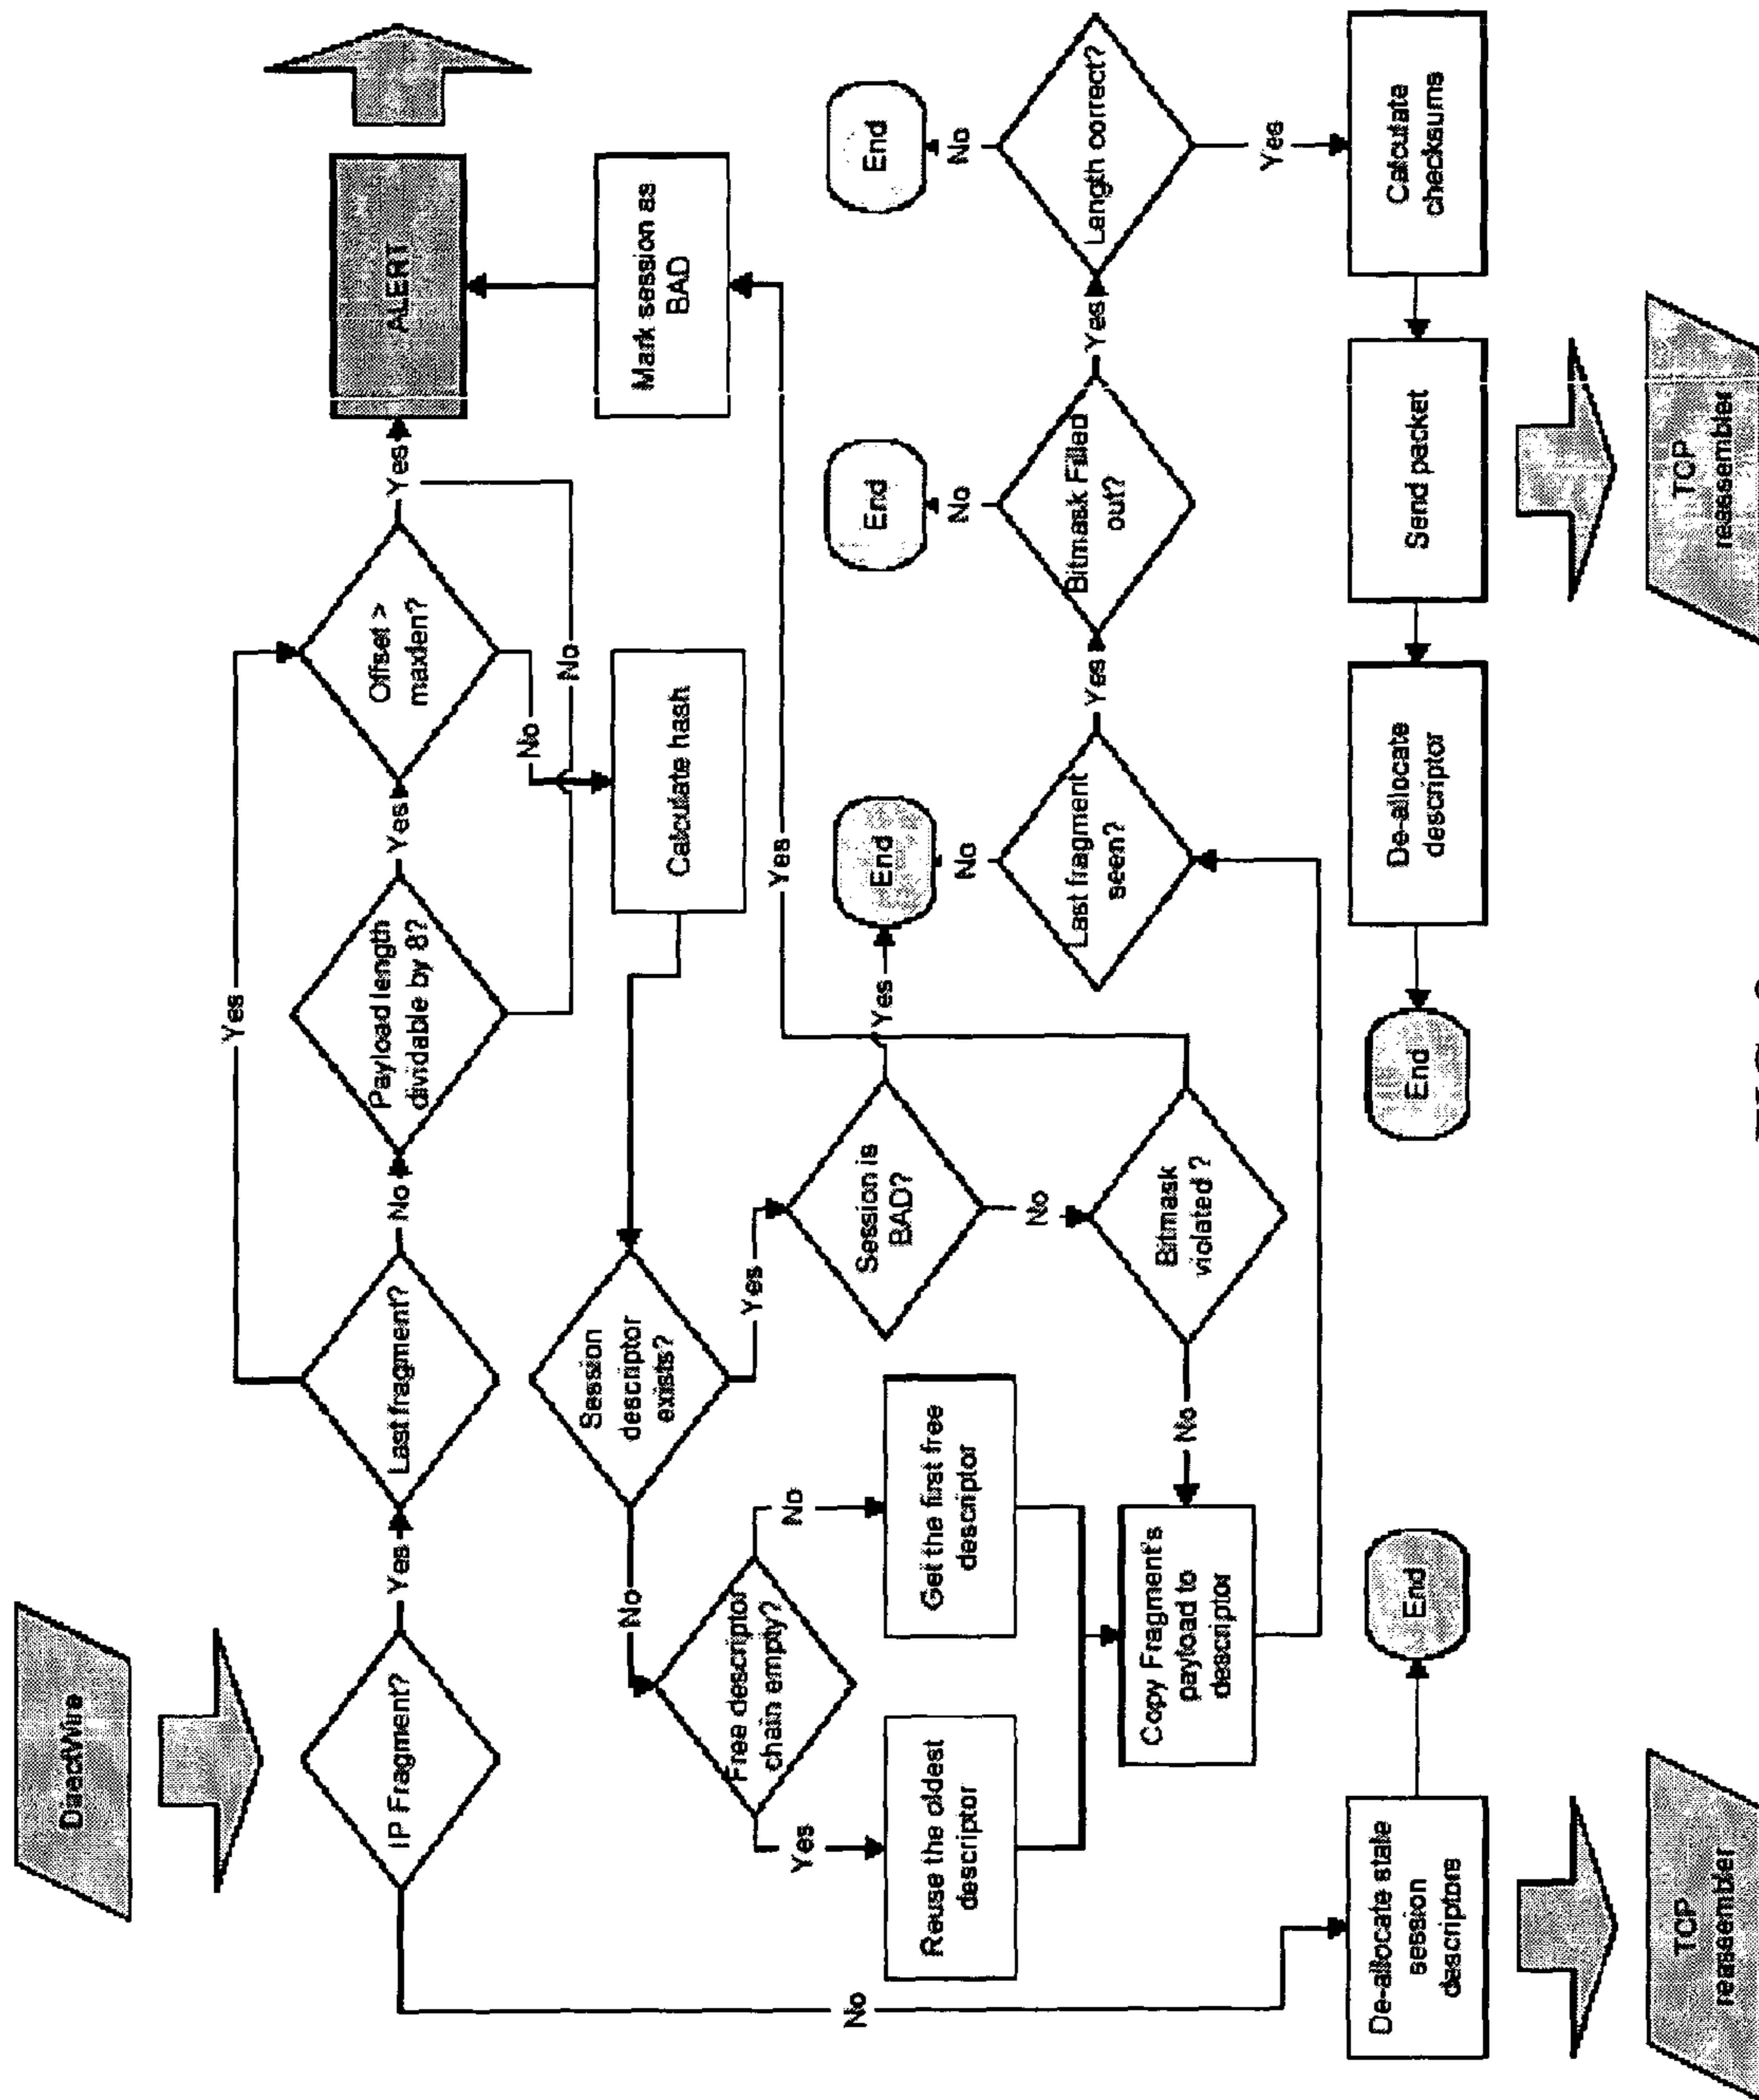 DirectWire
IP Fragment?
Yes
No
Last fragment?
Yes
No
Payload length
dividable by 8?
Yes
No
Offset >
maxlen?
Yes
No
ALERT
Mark session as
BAD
Calculate hash
Session
descriptor
exists?
Yes
No
Free descriptor
chain empty?
Yes
No
Reuse the oldest
descriptor
Get the first free
descriptor
Session is
BAD?
Yes
No
Bitmask
violated ?
Yes
No
Copy Fragment's
payload to
descriptor
Last fragment
seen?
Yes
No
End
Bitmask Filled
out?
Yes
No
End
Length correct?
Yes
No
End
Calculate
checksums
Send packet
De-allocate
descriptor
End
TCP
reassembler
De-allocate stale
session
descriptors
End
TCP
reassembler